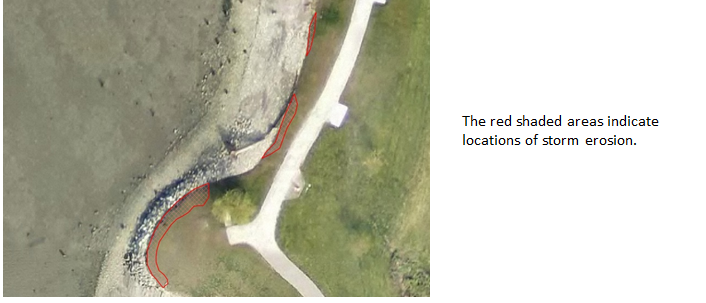 The red shaded areas indicate
locations of storm erosion.